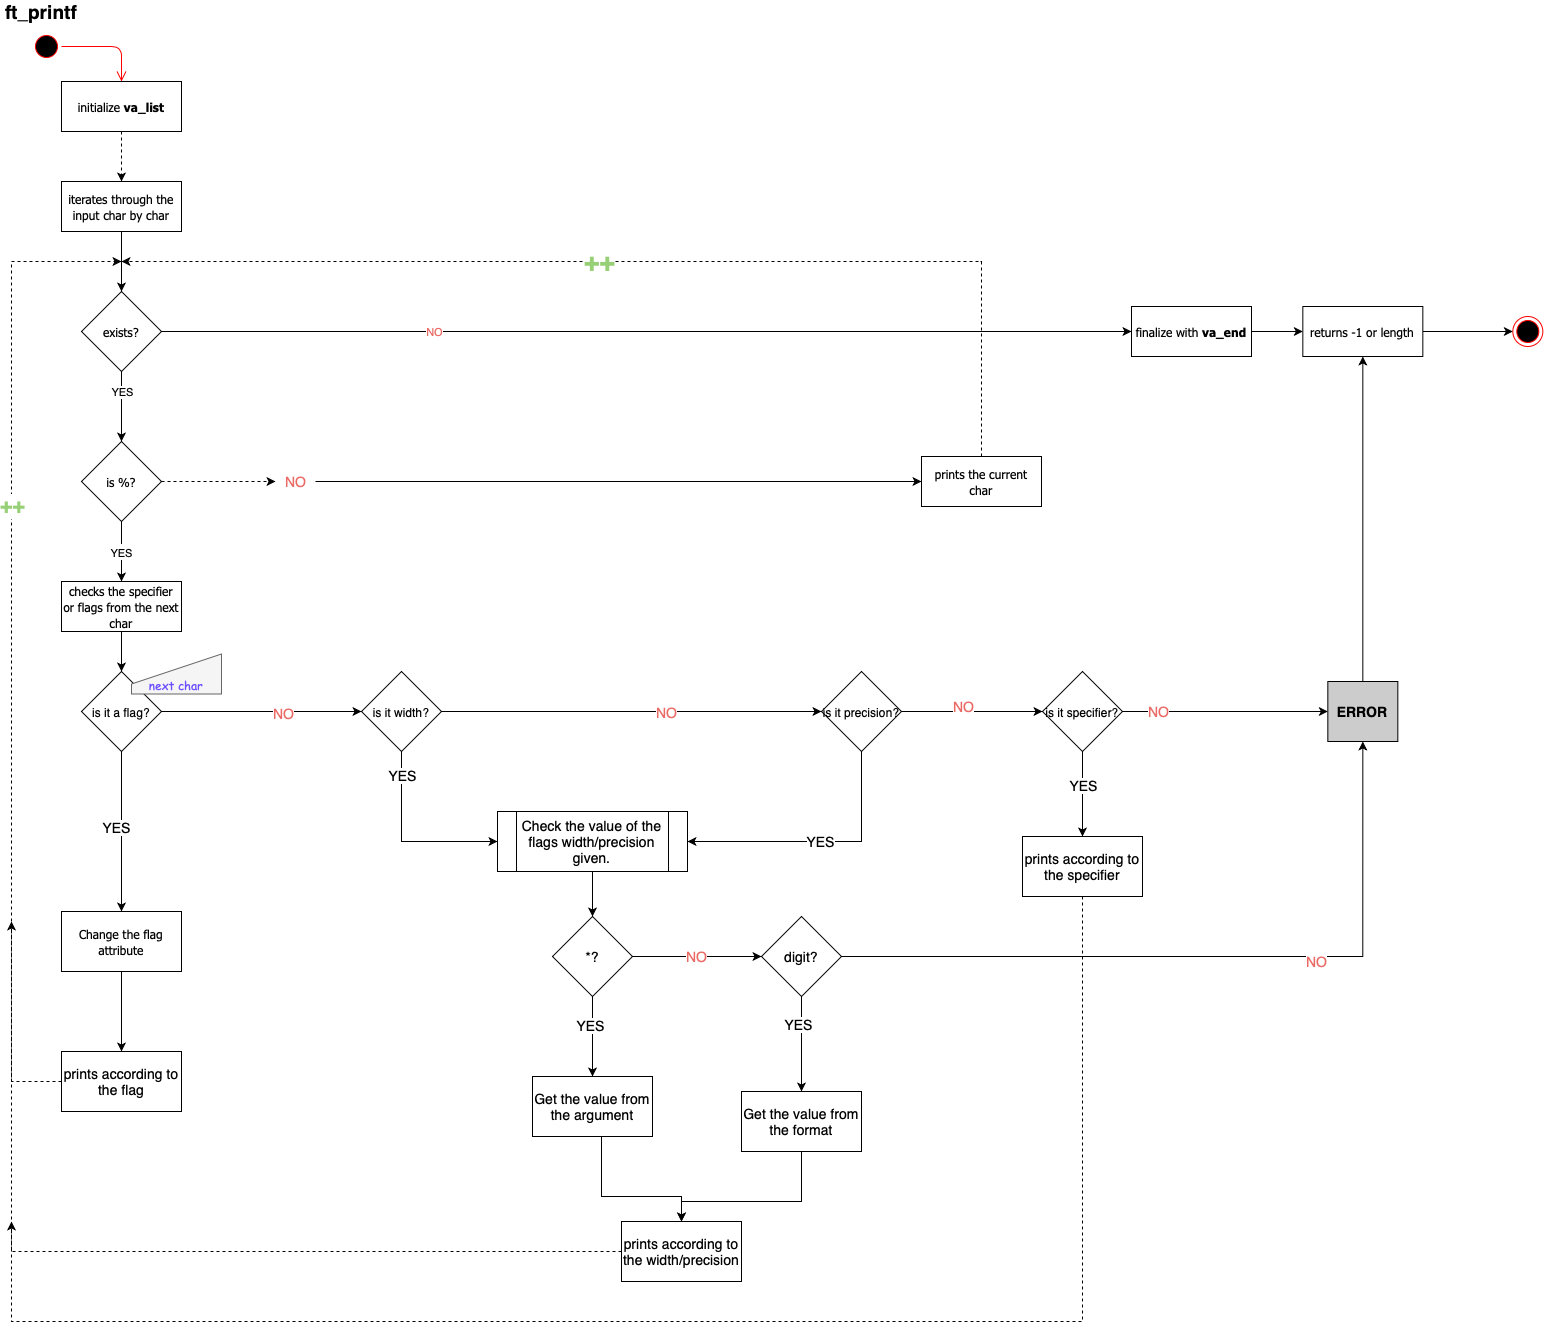 ft_printf
initialize va_list
iterates through the
input char by char
++
exists?
NO
finalize with va_end
returns -1 or length
YES
is %?
NO
prints the current
char
++
YES
checks the specifier
or flags from the next
char
next char
is it a flag?
NO
is it width?
NO
is it precision?
NO
is it specifier?
NO
ERROR
YES
YES
YES
Check the value of the
flags width/precision
given.
YES
prints according to
the specifier
Change the flag
attribute
*?
NO
digit?
NO
YES
YES
prints according to
the flag
Get the value from
the argument
Get the value from
the format
prints according to
the width/precision